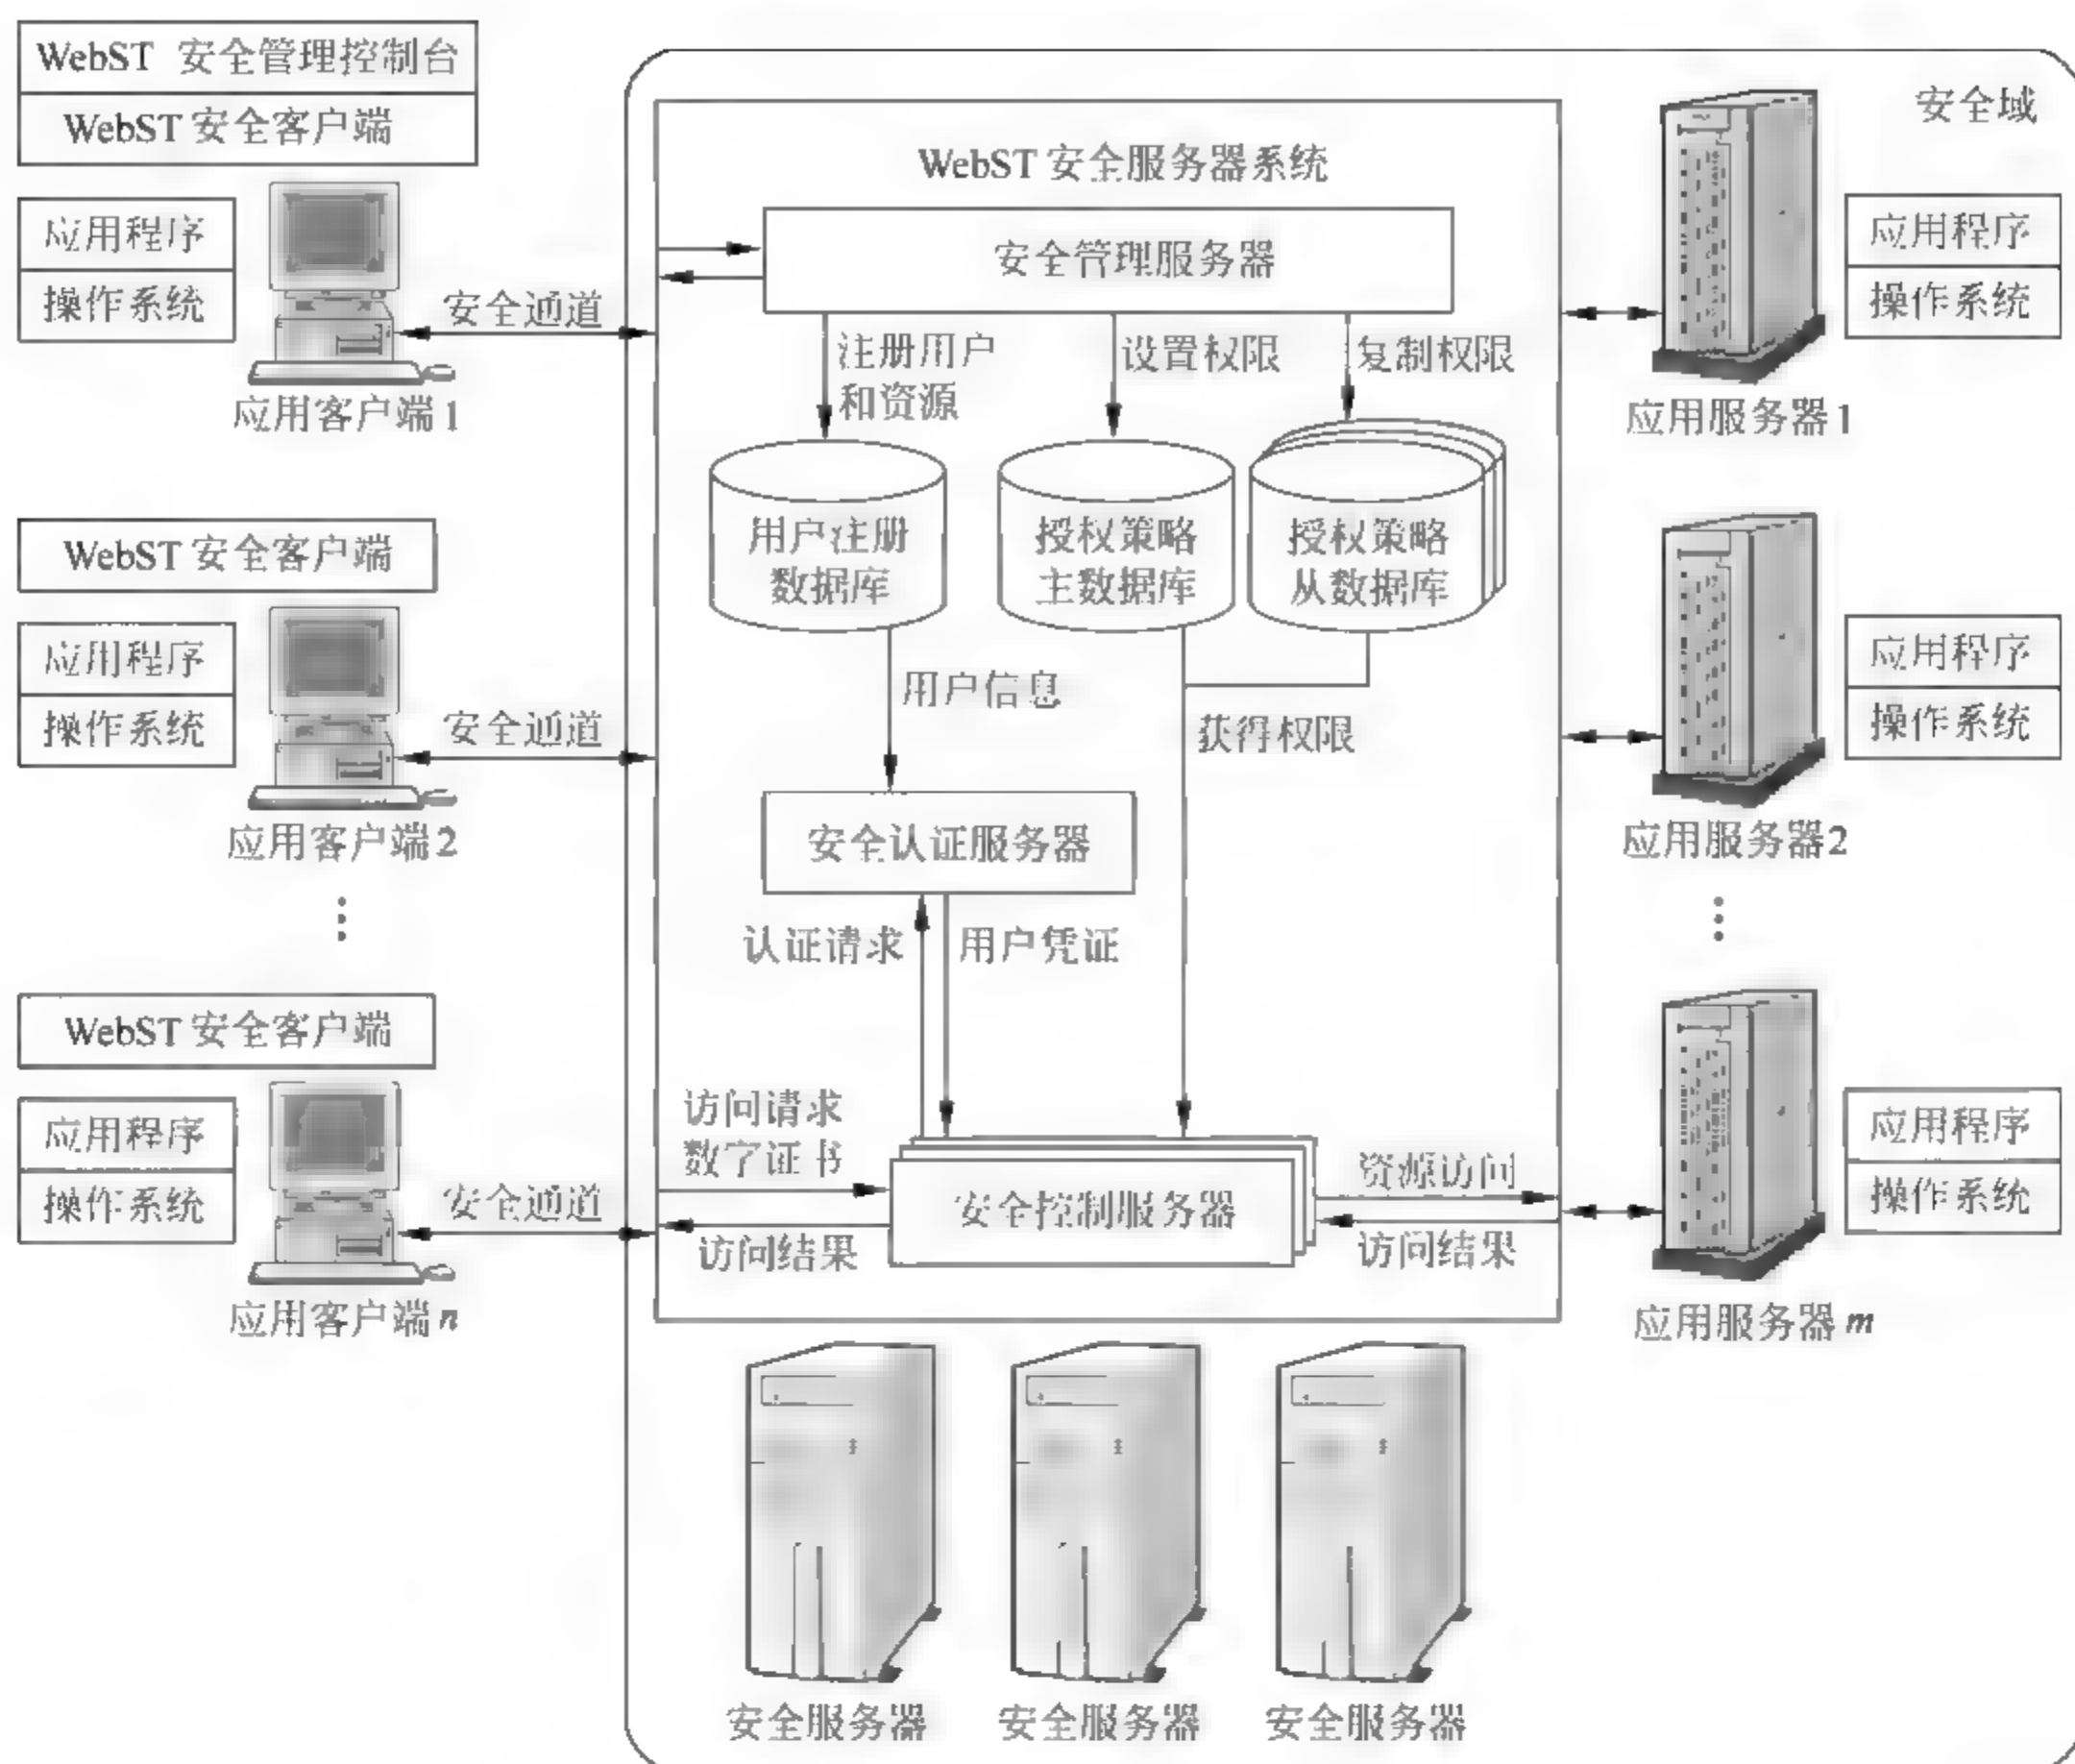 WebST 安全管理控制台
WebST 安全客户端
应用程序
操作系统
应用客户端1
安全通道
WebST 安全客户端
应用程序
操作系统
应用客户端2
安全通道
WebST 安全客户端
应用程序
操作系统
应用客户端n
安全通道
安全域
WebST 安全服务器系统
安全管理服务器
注册用户
和资源
设置权限
复制权限
用户注册
数据库
授权策略
主数据库
授权策略
从数据库
用户信息
获得权限
安全认证服务器
认证请求
用户凭证
访问请求
数字证书
访问结果
安全控制服务器
资源访问
访问结果
安全服务器
安全服务器
安全服务器
应用程序
操作系统
应用服务器1
应用程序
操作系统
应用服务器2
应用程序
操作系统
应用服务器m